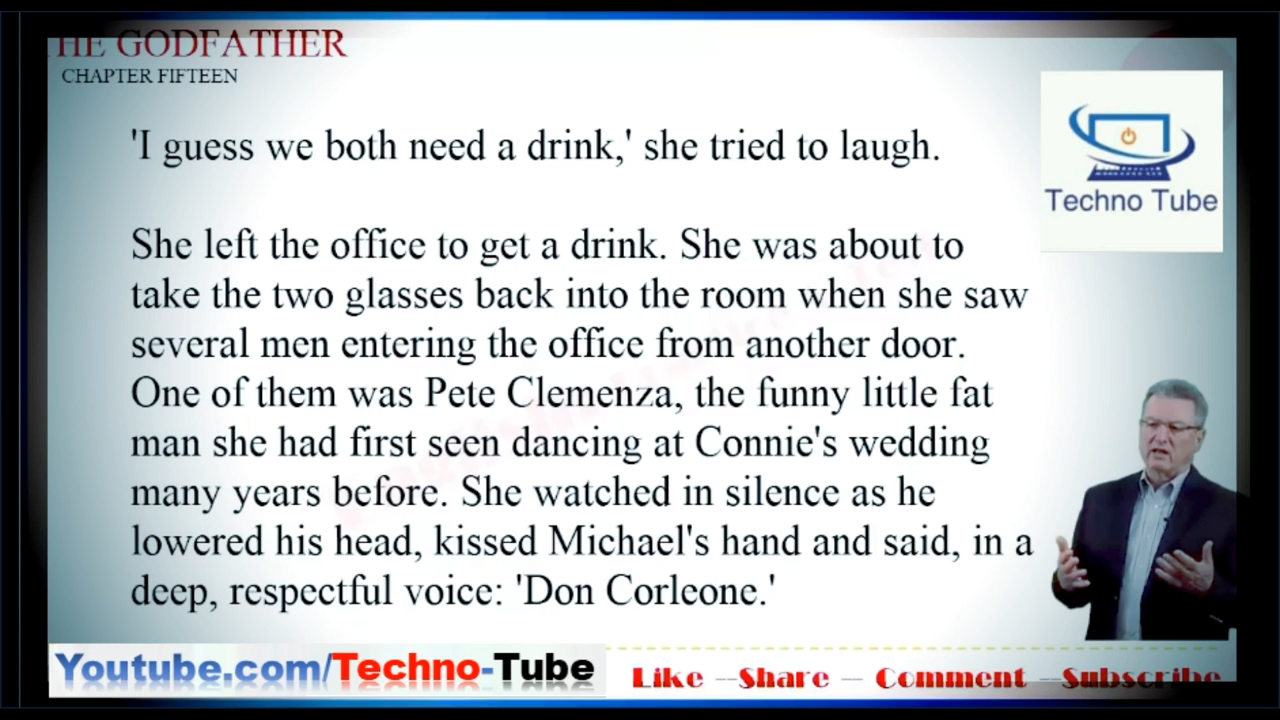 THE GODFATHER
CHAPTER FIFTEEN
'I guess we both need a drink,' she tried to laugh.
She left the office to get a drink. She was about to
take the two glasses back into the room when she saw
several men entering the office from another door.
One of them was Pete Clemenza, the funny little fat
man she had first seen dancing at Connie's wedding
many years before. She watched in silence as he
lowered his head, kissed Michael's hand and said, in a
deep, respectful voice: 'Don Corleone.'
Techno Tube
Youtube.com/Techno-Tube
Like --Share -- Comment --Subscribe